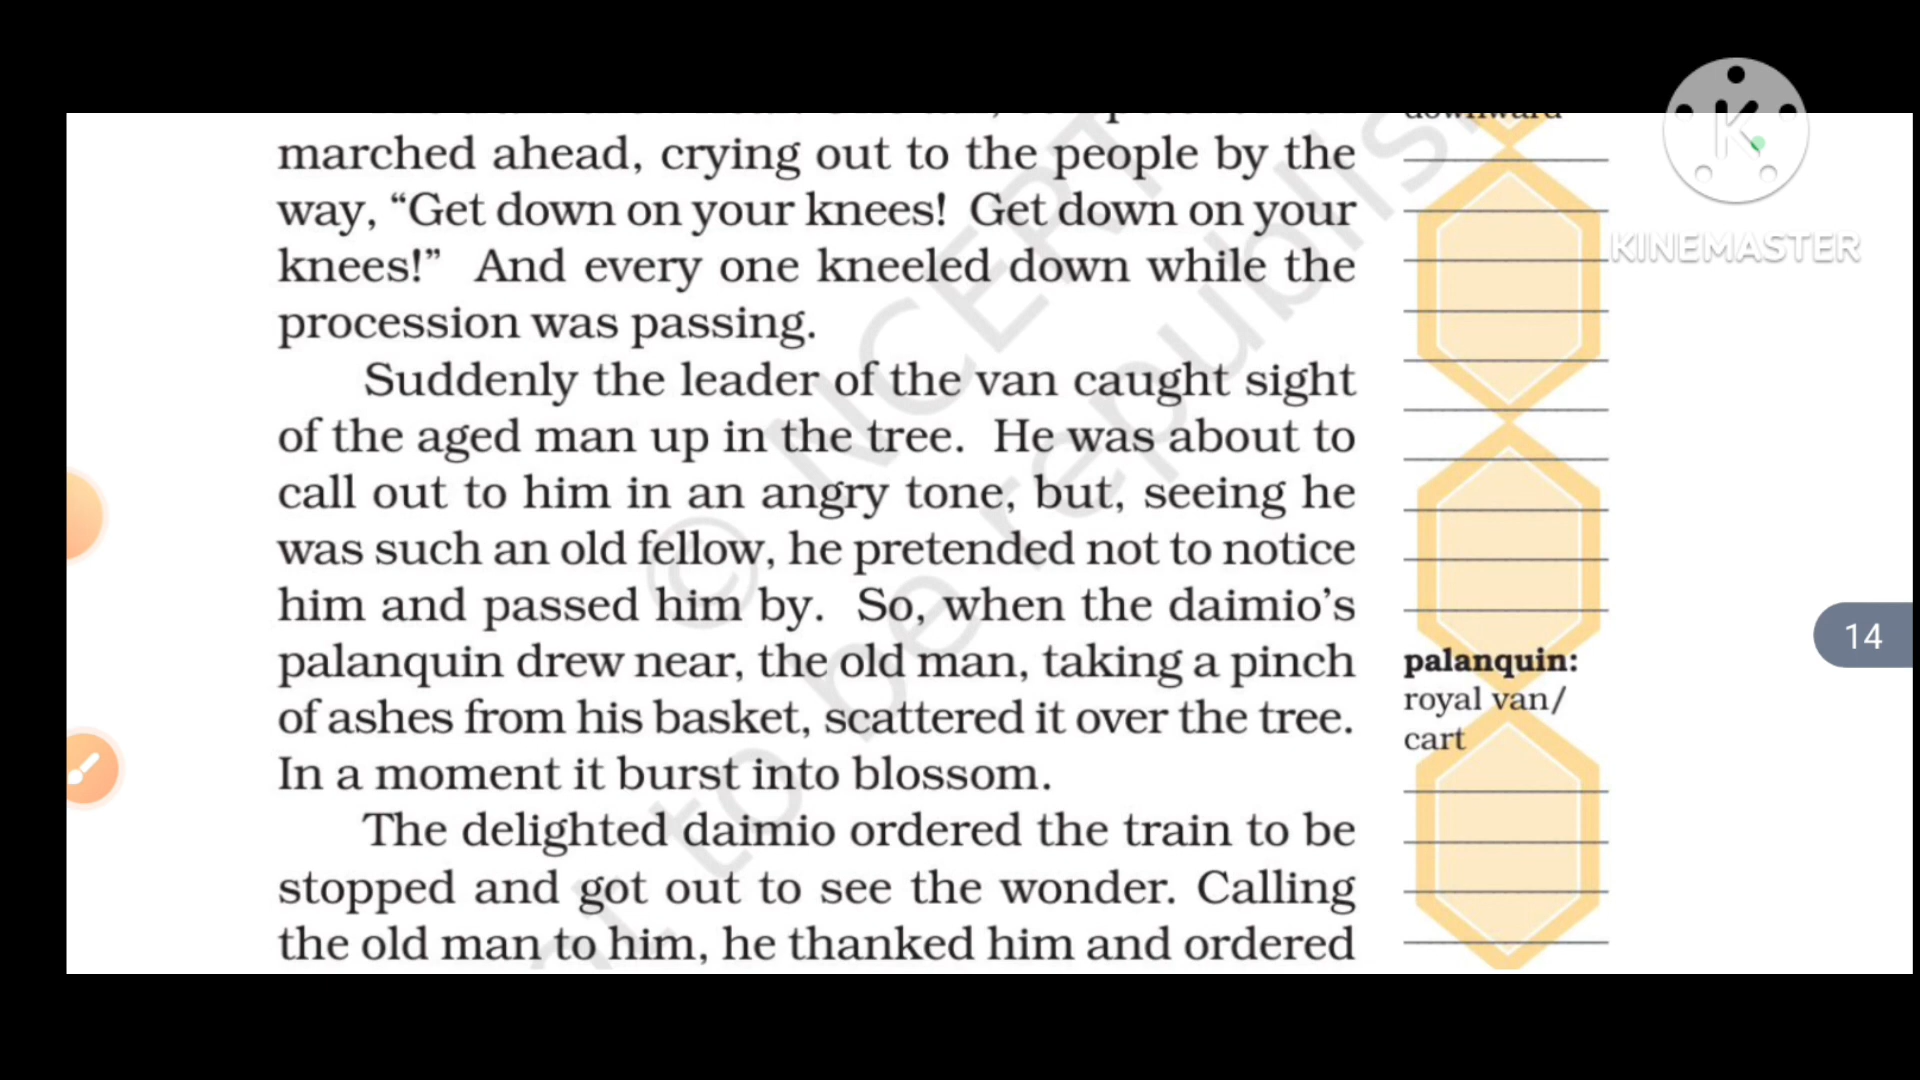 marched ahead, crying out to the people by the
way, “Get down on your knees! Get down on your
knees!” And every one kneeled down while the
procession was passing.
Suddenly the leader of the van caught sight
of the aged man up in the tree. He was about to
call out to him in an angry tone, but, seeing he
was such an old fellow, he pretended not to notice
him and passed him by. So, when the daimio’s
palanquin drew near, the old man, taking a pinch
of ashes from his basket, scattered it over the tree.
In a moment it burst into blossom.
The delighted daimio ordered the train to be
stopped and got out to see the wonder. Calling
the old man to him, he thanked him and ordered
downward
palanquin:
royal van/
cart
K
KINEMASTER
14
© NCERT
to be republis